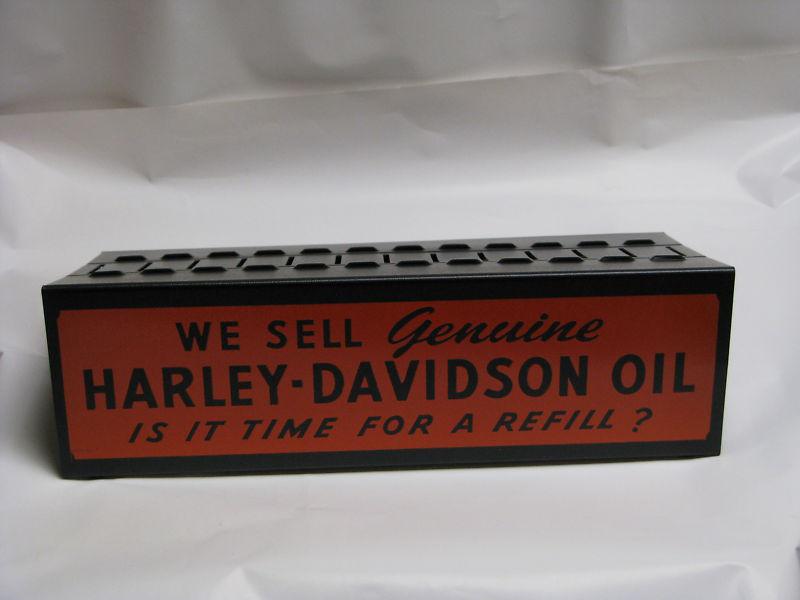 WE SELL Genuine
HARLEY-DAVIDSON OIL
IS IT TIME FOR A REFILL?